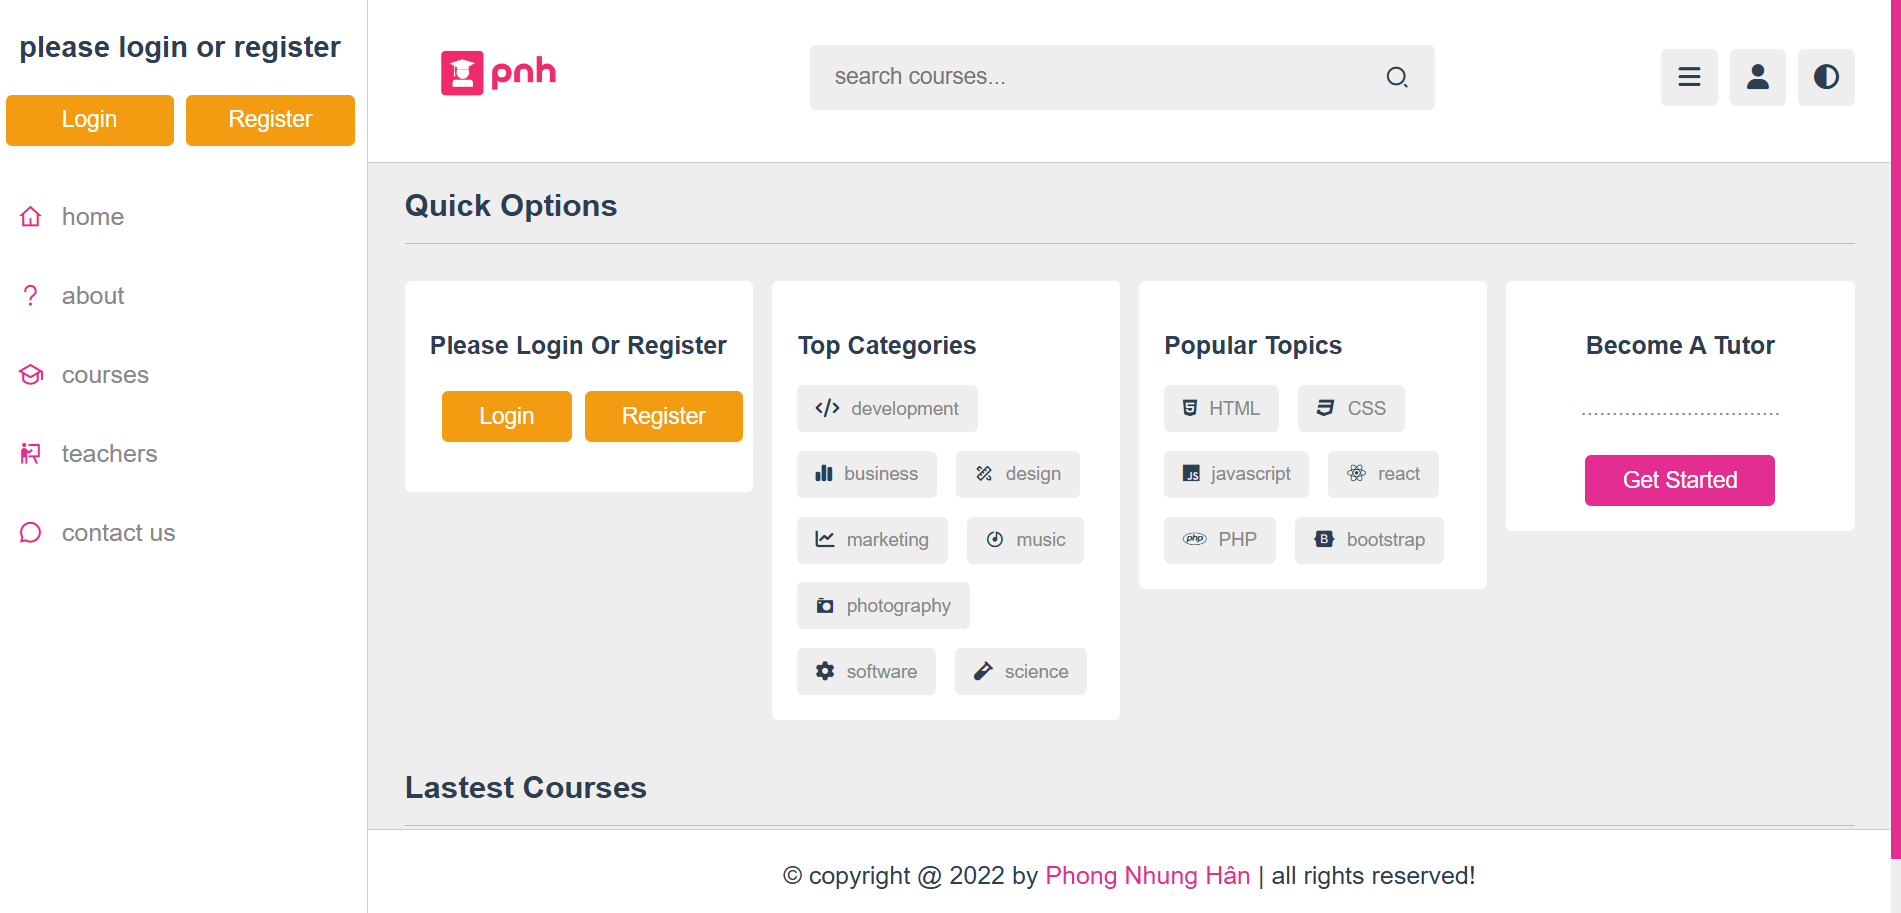 please login or register
Login Register
home
about
courses
teachers
contact us
pnh
search courses...
Quick Options
Please Login Or Register
Login Register
Top Categories
development
business design
marketing music
photography
software science
Popular Topics
HTML CSS
JS javascript react
php PHP B bootstrap
Become A Tutor
................................
Get Started
Lastest Courses
© copyright @ 2022 by Phong Nhung Hân | all rights reserved!